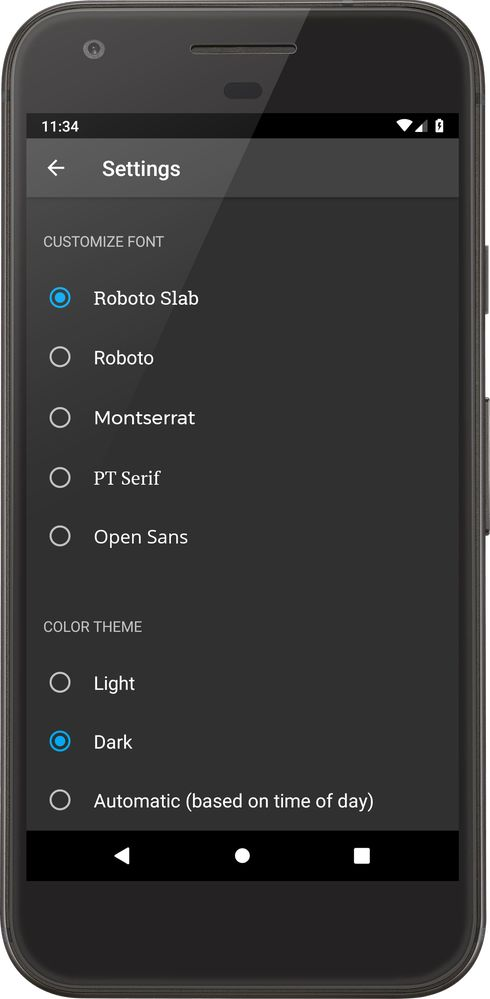 11:34
Settings
CUSTOMIZE FONT
Roboto Slab
Roboto
Montserrat
PT Serif
Open Sans
COLOR THEME
Light
Dark
Automatic (based on time of day)